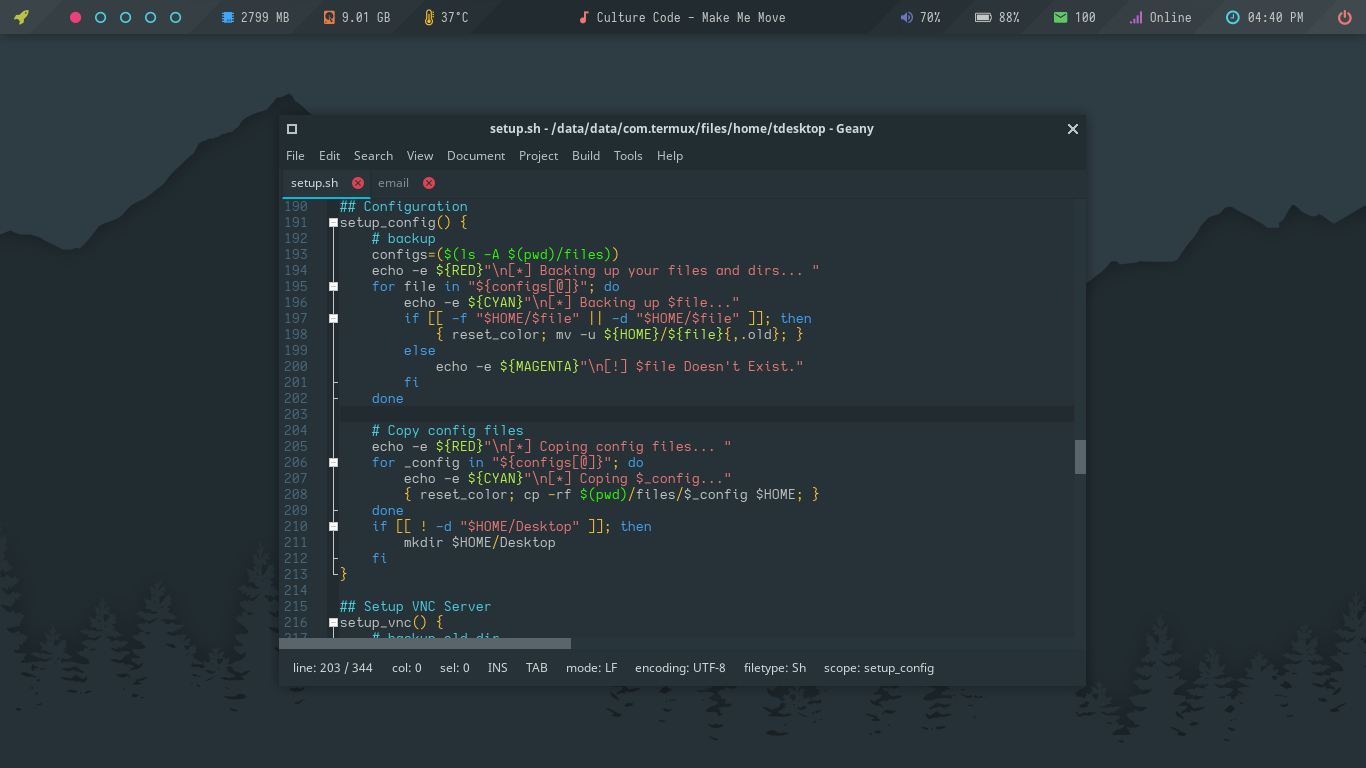 2799 MB 9.01 GB 37°C Culture Code - Make Me Move 70% 88% 100 Online 04:40 PM
setup.sh - /data/data/com.termux/files/home/tdesktop - Geany
File Edit Search View Document Project Build Tools Help
setup.sh email
190 ## Configuration
191 setup_config() {
192     # backup
193     configs=($(ls -A $(pwd)/files))
194     echo -e ${RED}"\n[*] Backing up your files and dirs... "
195     for file in "${configs[@]}"; do
196         echo -e ${CYAN}"\n[*] Backing up $file..."
197         if [[ -f "$HOME/$file" || -d "$HOME/$file" ]]; then
198             { reset_color; mv -u ${HOME}/${file}{,.old}; }
199         else
200             echo -e ${MAGENTA}"\n[!] $file Doesn't Exist."
201         fi
202     done
203
204     # Copy config files
205     echo -e ${RED}"\n[*] Coping config files... "
206     for _config in "${configs[@]}"; do
207         echo -e ${CYAN}"\n[*] Coping $_config..."
208         { reset_color; cp -rf $(pwd)/files/$_config $HOME; }
209     done
210     if [[ ! -d "$HOME/Desktop" ]]; then
211         mkdir $HOME/Desktop
212     fi
213 }
214
215 ## Setup VNC Server
216 setup_vnc() {
217     # backup old dir
line: 203 / 344 col: 0 sel: 0 INS TAB mode: LF encoding: UTF-8 filetype: Sh scope: setup_config